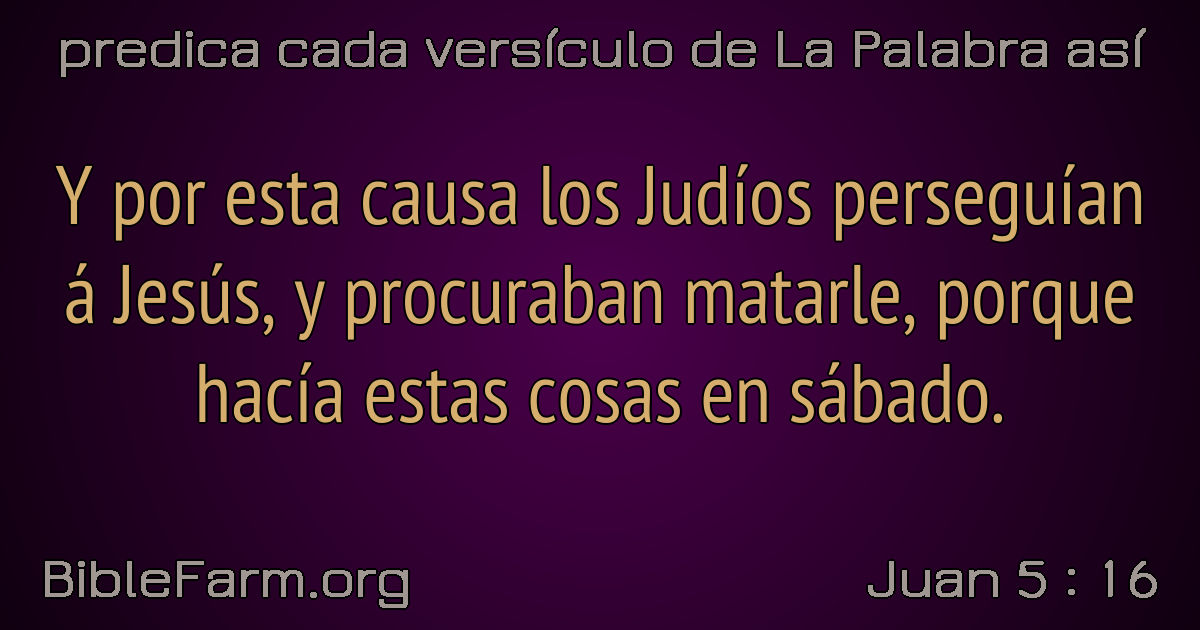 predica cada versículo de La Palabra así
Y por esta causa los Judíos perseguían
á Jesús, y procuraban matarle, porque
hacía estas cosas en sábado.
BibleFarm.org
Juan 5 : 16